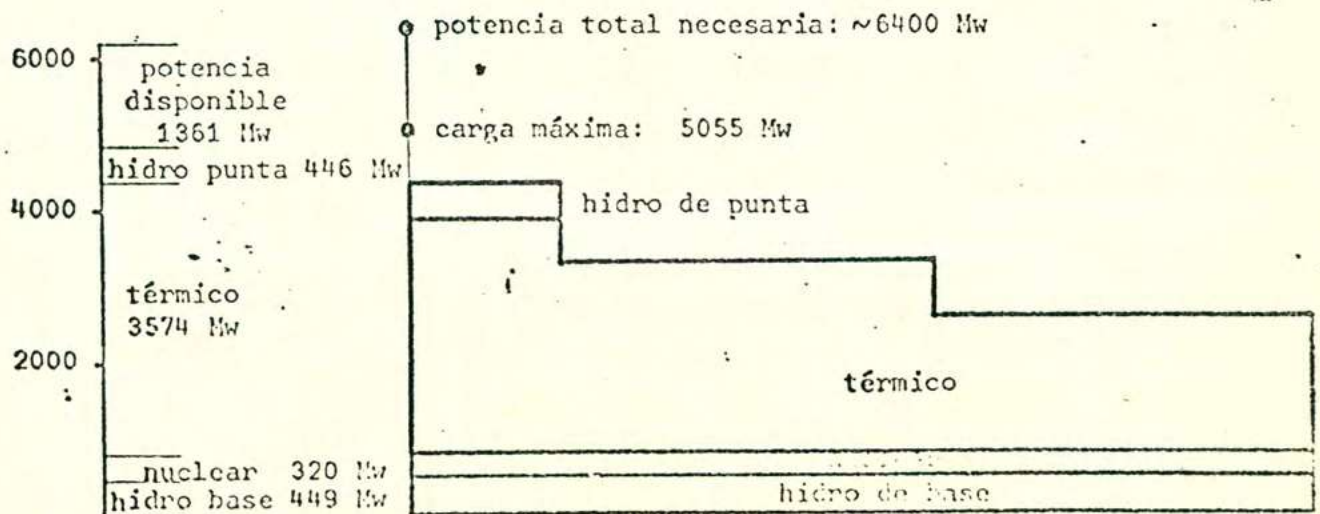 potencia total necesaria: ~6400 Mw
6000
potencia
disponible
1361 Mw
carga máxima: 5055 Mw
hidro punta 446 Mw
4000
hidro de punta
térmico
3574 Mw
2000
térmico
nuclear 320 Mw
hidro base 449 Mw
hidro de base